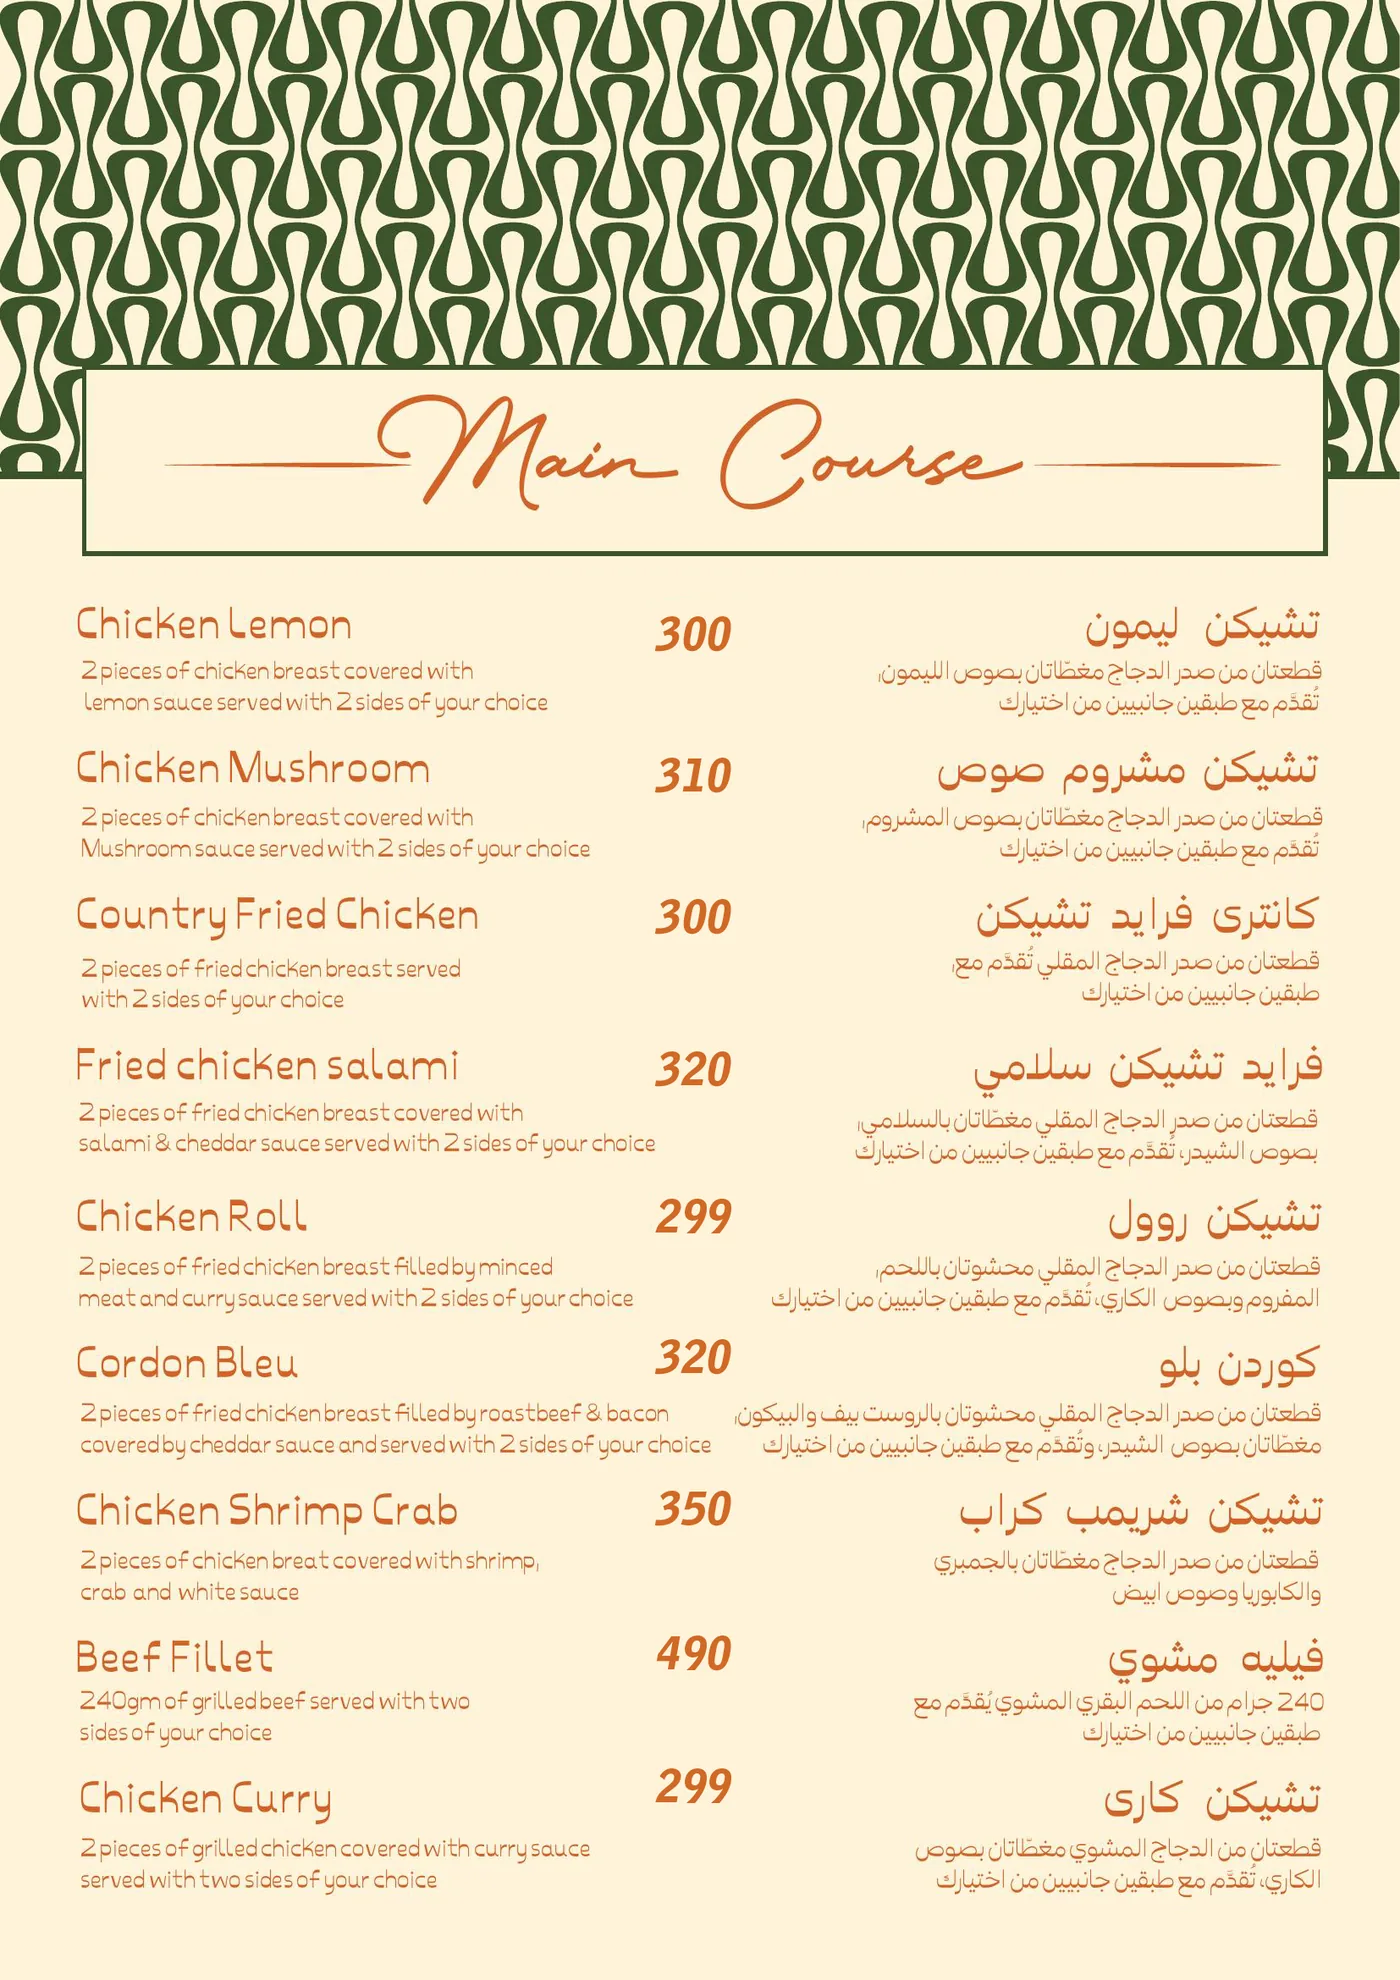 Main Course
Chicken Lemon
300
تشيكن ليمون
2 pieces of chicken breast covered with
lemon sauce served with 2 sides of your choice
قطعتان من صدر الدجاج مغطّاتان بصوص الليمون,
تُقدَّم مع طبقين جانبيين من اختيارك
Chicken Mushroom
310
تشيكن مشروم صوص
2 pieces of chicken breast covered with
Mushroom sauce served with 2 sides of your choice
قطعتان من صدر الدجاج مغطّاتان بصوص المشروم,
تُقدَّم مع طبقين جانبيين من اختيارك
Country Fried Chicken
300
كانترى فرايد تشيكن
2 pieces of fried chicken breast served
with 2 sides of your choice
قطعتان من صدر الدجاج المقلي تُقدَّم مع,
طبقين جانبيين من اختيارك
Fried chicken salami
320
فرايد تشيكن سلامي
2 pieces of fried chicken breast covered with
salami & cheddar sauce served with 2 sides of your choice
قطعتان من صدر الدجاج المقلي مغطّاتان بالسلامي,
بصوص الشيدر، تُقدَّم مع طبقين جانبيين من اختيارك
Chicken Roll
299
تشيكن روول
2 pieces of fried chicken breast filled by minced
meat and curry sauce served with 2 sides of your choice
قطعتان من صدر الدجاج المقلي محشوتان باللحم,
المفروم وبصوص الكاري، تُقدَّم مع طبقين جانبيين من اختيارك
Cordon Bleu
320
كوردن بلو
2 pieces of fried chicken breast filled by roastbeef & bacon
covered by cheddar sauce and served with 2 sides of your choice
قطعتان من صدر الدجاج المقلي محشوتان بالروست بيف والبيكون,
مغطّاتان بصوص الشيدر، وتُقدَّم مع طبقين جانبيين من اختيارك
Chicken Shrimp Crab
350
تشيكن شريمب كراب
2 pieces of chicken breat covered with shrimp,
crab and white sauce
قطعتان من صدر الدجاج مغطّاتان بالجمبري
والكابوريا وصوص ابيض
Beef Fillet
490
فيليه مشوي
240gm of grilled beef served with two
sides of your choice
240 جرام من اللحم البقري المشوي يُقدَّم مع
طبقين جانبيين من اختيارك
Chicken Curry
299
تشيكن كارى
2 pieces of grilled chicken covered with curry sauce
served with two sides of your choice
قطعتان من الدجاج المشوي مغطّاتان بصوص
الكاري، تُقدَّم مع طبقين جانبيين من اختيارك